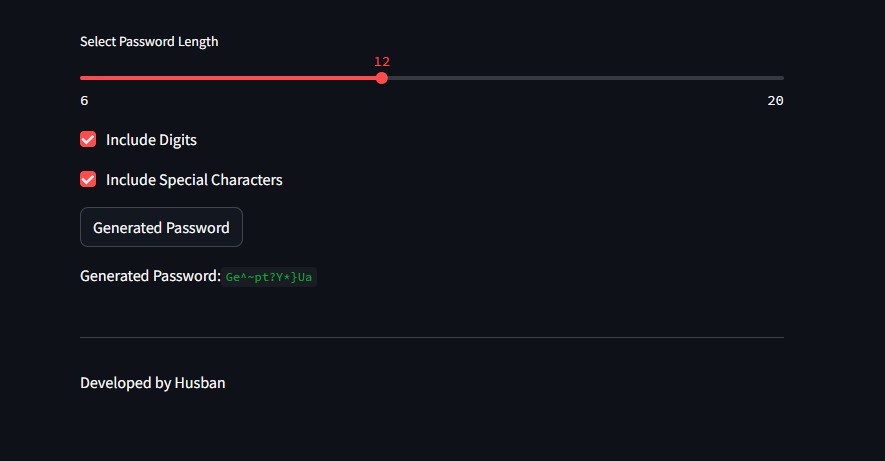 Select Password Length
12
6 20
Include Digits
Include Special Characters
Generated Password
Generated Password: Ge^~pt?Y*}Ua
Developed by Husban